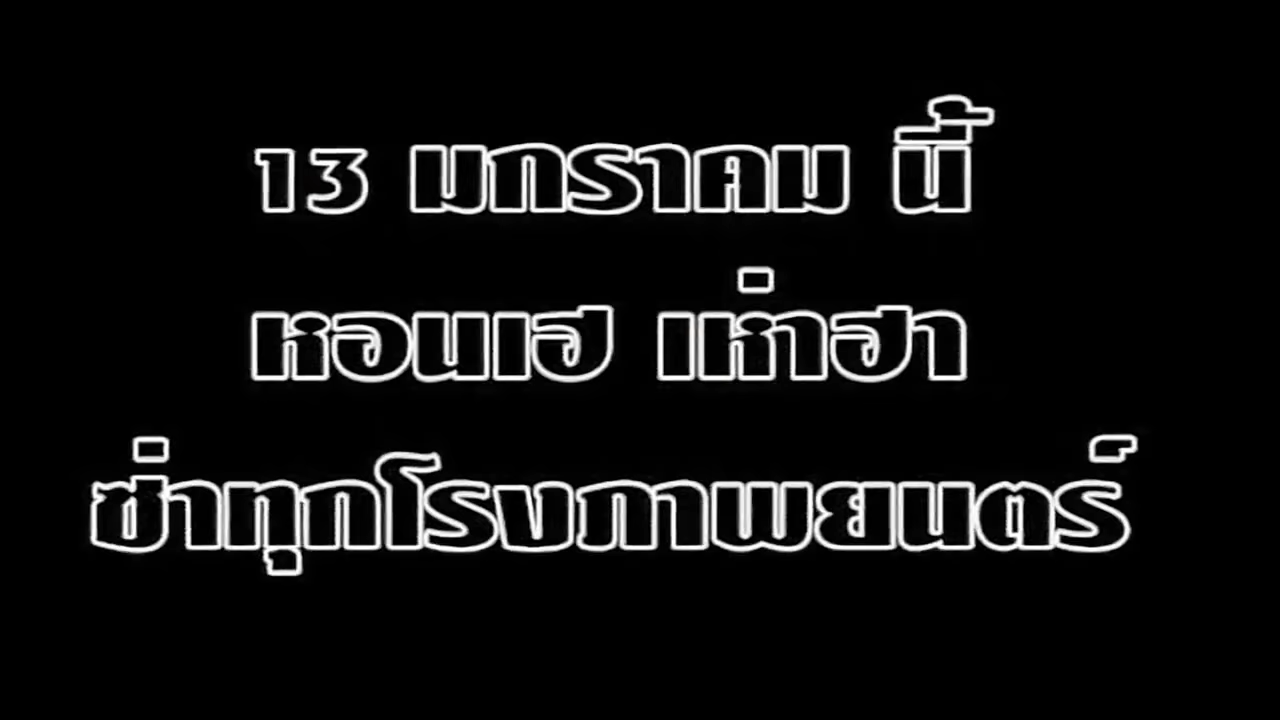 13 มกราคม นี้
หอนเฮ เห่าฮา
ซ่าทุกโรงภาพยนตร์